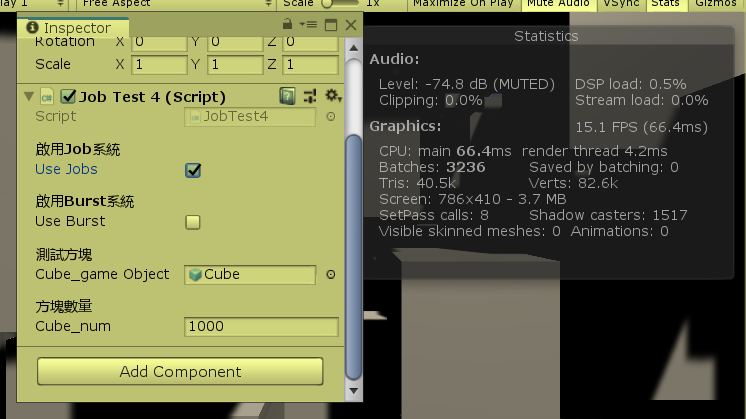 lay 1 Free Aspect Scale 1x Maximize On Play Mute Audio VSync Stats Gizmos
Inspector
Rotation X 0 Y 0 Z 0
Scale X 1 Y 1 Z 1
Job Test 4 (Script)
Script JobTest4
啟用Job系統
Use Jobs
啟用Burst系統
Use Burst
測試方塊
Cube_game Object Cube
方塊數量
Cube_num 1000
Add Component
Statistics
Audio:
Level: -74.8 dB (MUTED) DSP load: 0.5%
Clipping: 0.0% Stream load: 0.0%
Graphics: 15.1 FPS (66.4ms)
CPU: main 66.4ms render thread 4.2ms
Batches: 3236 Saved by batching: 0
Tris: 40.5k Verts: 82.6k
Screen: 786x410 - 3.7 MB
SetPass calls: 8 Shadow casters: 1517
Visible skinned meshes: 0 Animations: 0